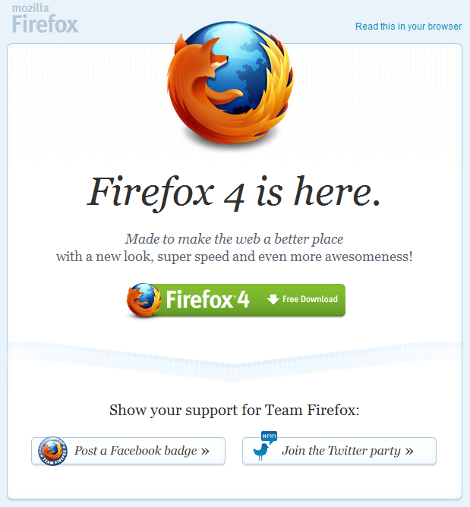 mozilla
Firefox
Read this in your browser
Firefox 4 is here.
Made to make the web a better place
with a new look, super speed and even more awesomeness!
Firefox® 4 Free Download
Show your support for Team Firefox:
Post a Facebook badge »
Join the Twitter party »